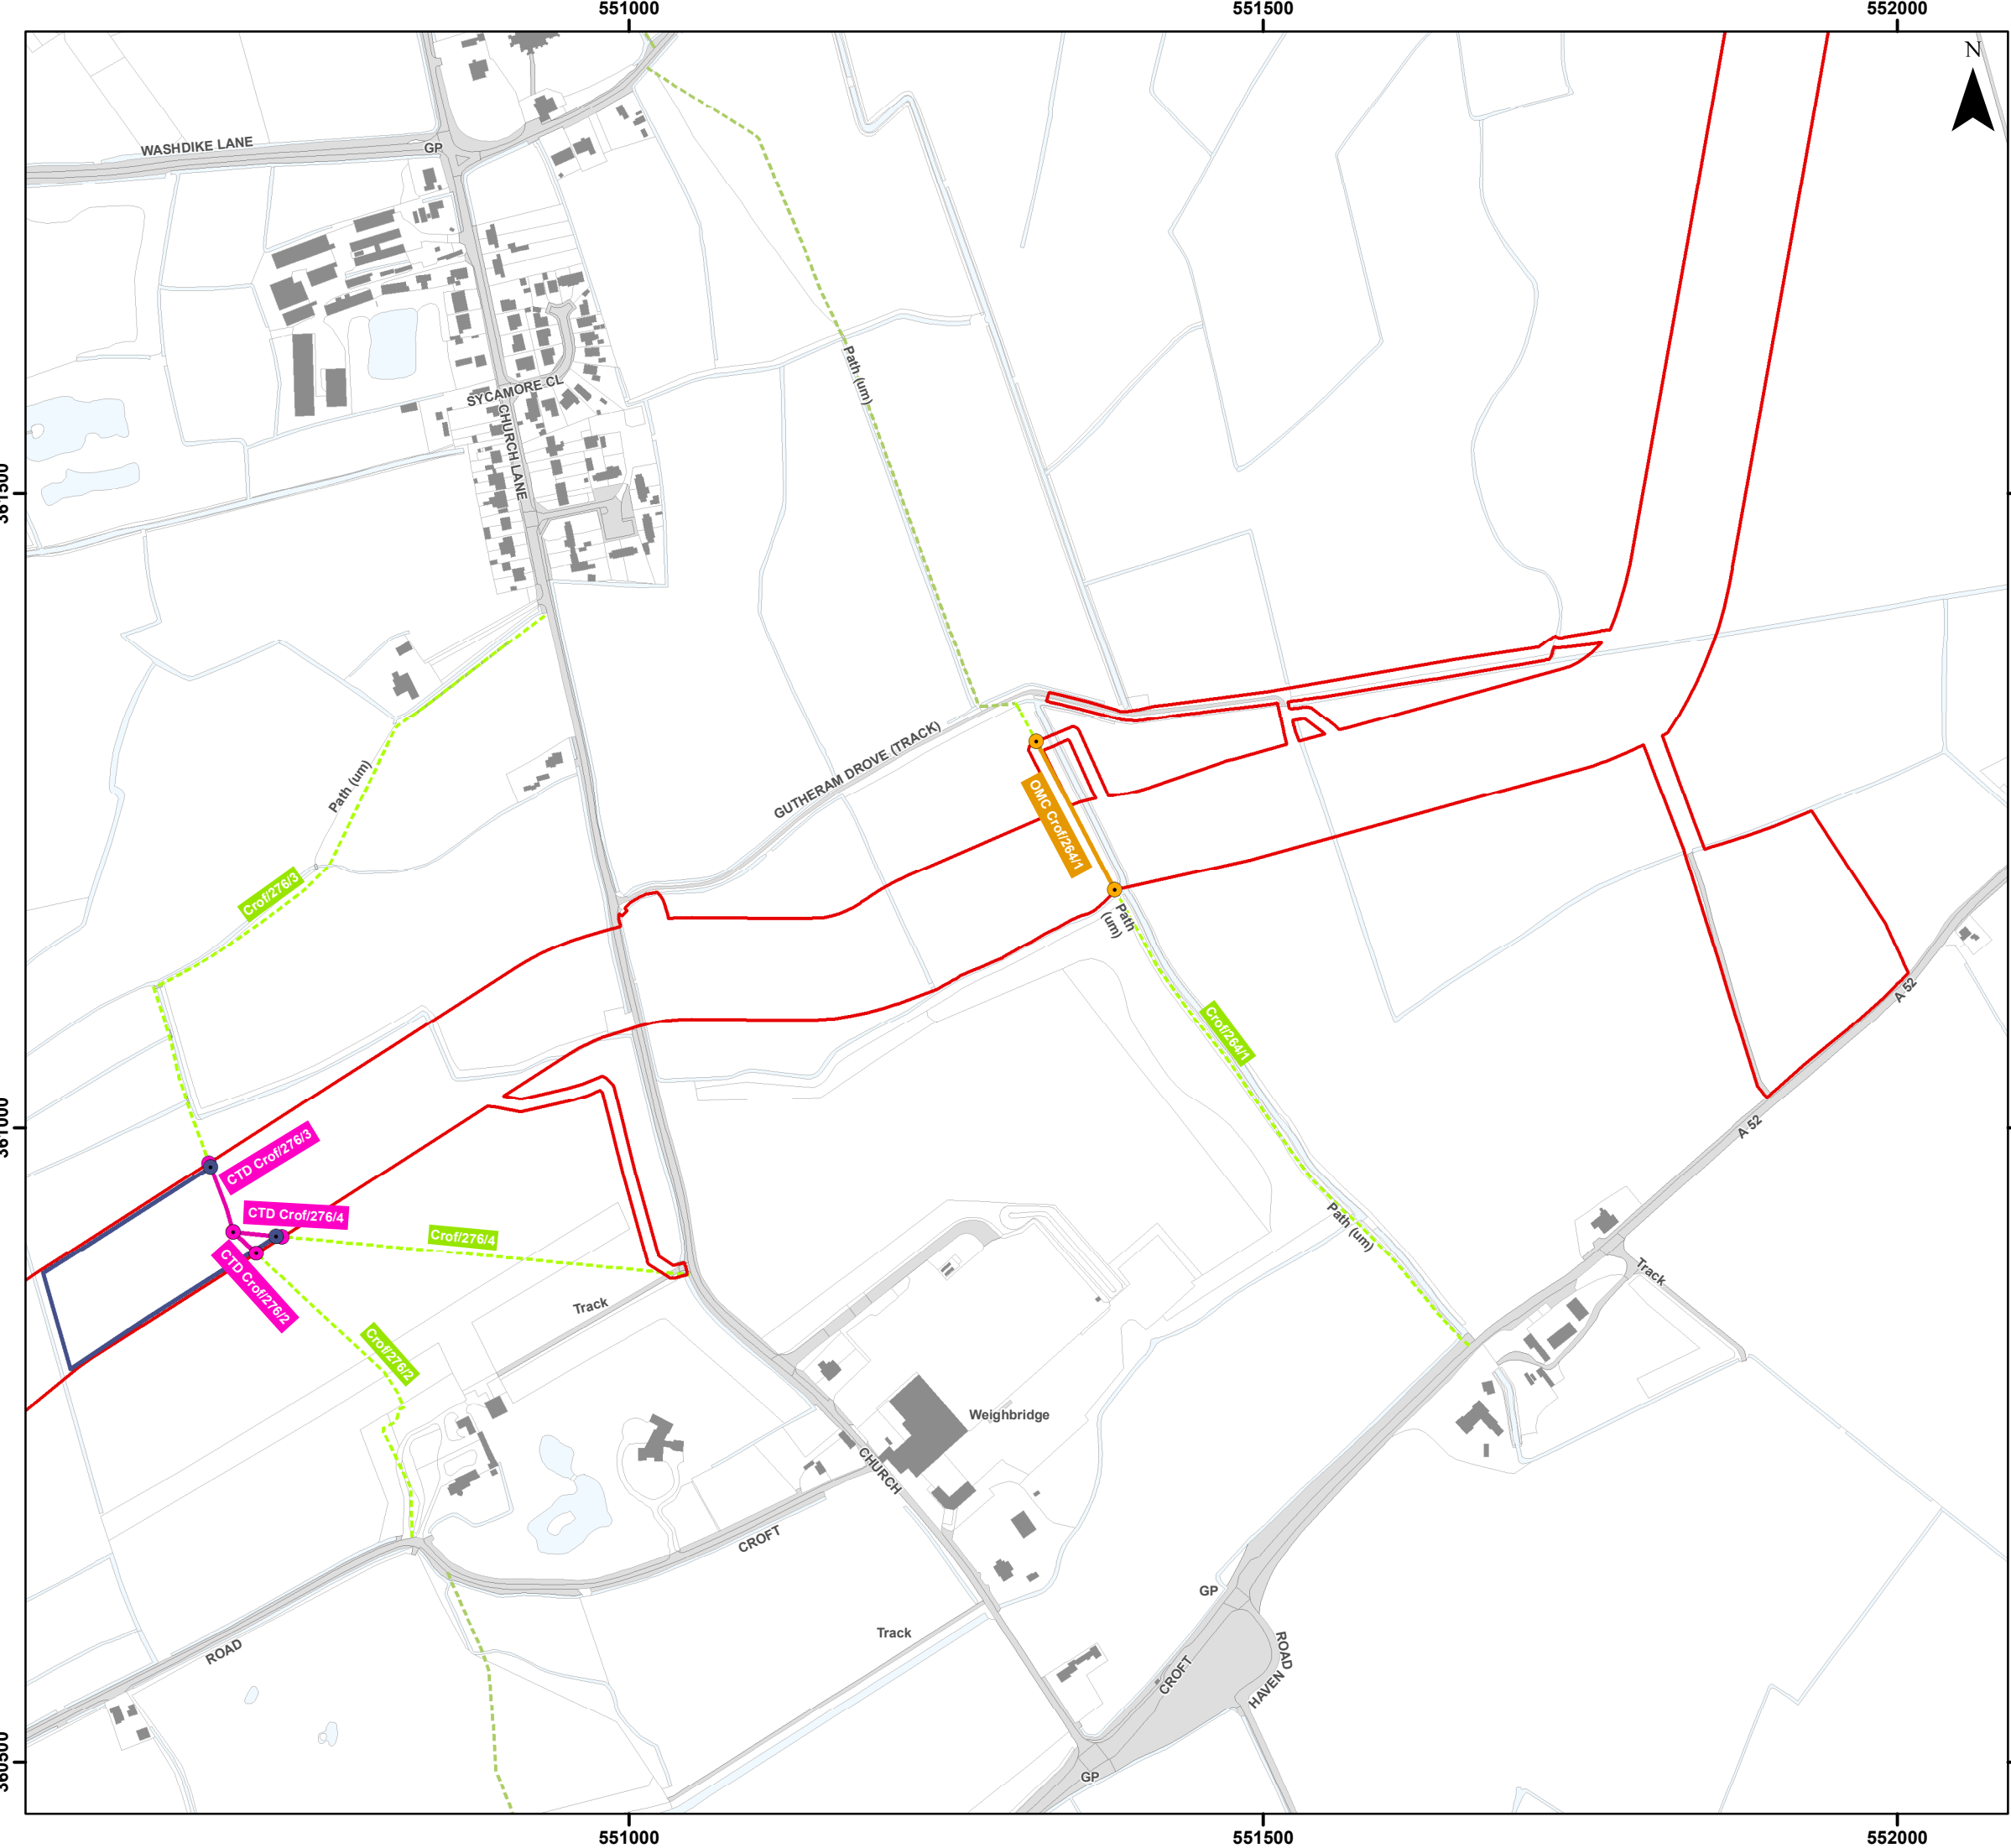 551000
551500
552000
N
WASHDIKE LANE
GP
Path (um)
SYCAMORE CL
CHURCH LANE
361500
GUTHERAM DROVE (TRACK)
Path (um)
OMC Crof/264/1
Crof/276/3
Path
(um)
A 52
Crof/264/1
361000
A 52
CTD Crof/276/3
CTD Crof/276/4
Crof/276/4
Path (um)
CTD Crof/276/2
Track
Track
Crof/276/2
Weighbridge
CHURCH
CROFT
GP
Track
ROAD
ROAD
CROFT
HAVEN
360500
GP
551000
551500
552000